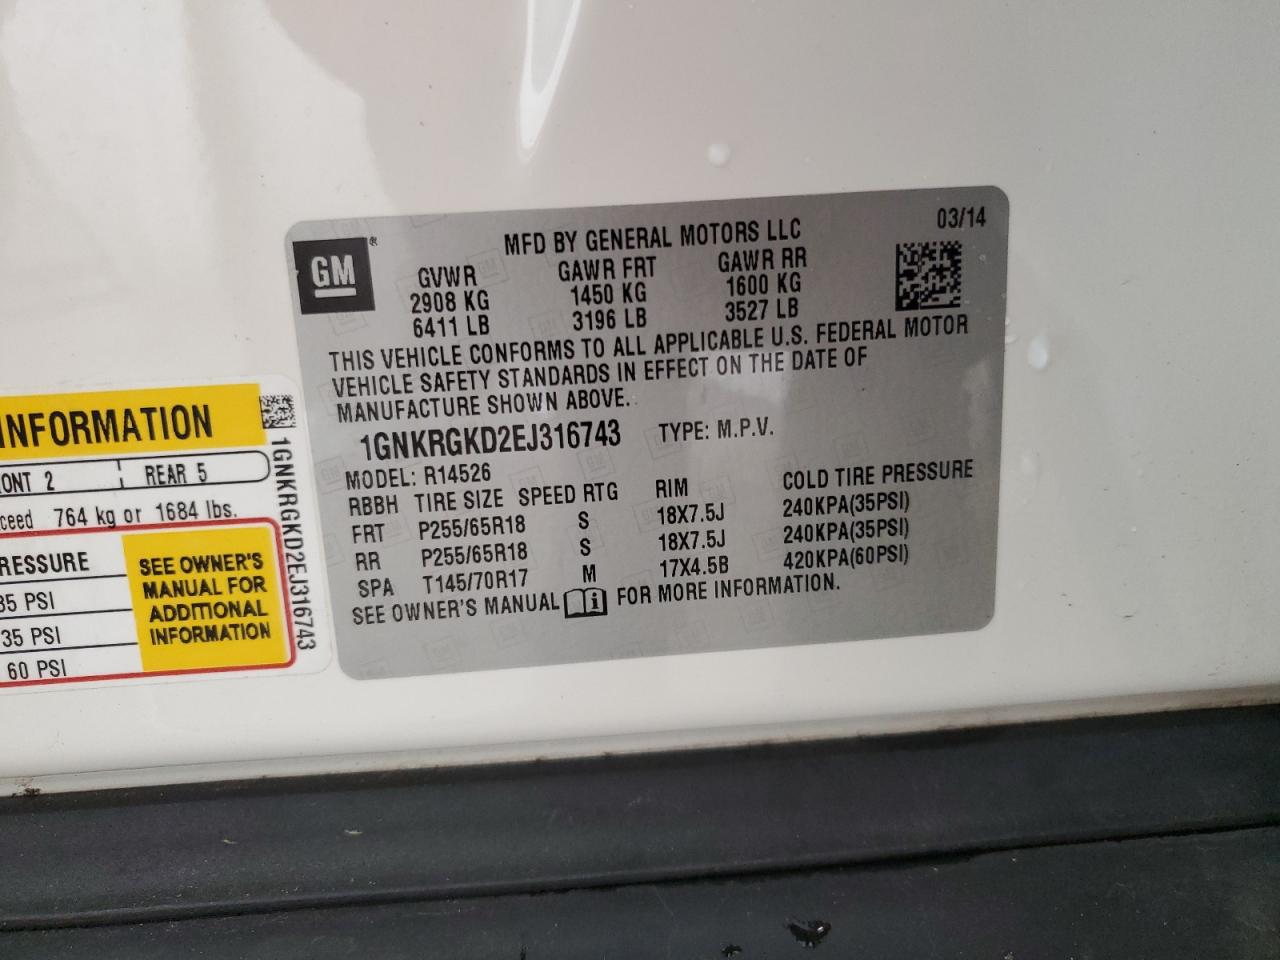 03/14
GM ®
MFD BY GENERAL MOTORS LLC
GVWR GAWR FRT GAWR RR
2908 KG 1450 KG 1600 KG
6411 LB 3196 LB 3527 LB
THIS VEHICLE CONFORMS TO ALL APPLICABLE U.S. FEDERAL MOTOR
VEHICLE SAFETY STANDARDS IN EFFECT ON THE DATE OF
MANUFACTURE SHOWN ABOVE.
1GNKRGKD2EJ316743 TYPE: M.P.V.
MODEL: R14526
RBBH TIRE SIZE SPEED RTG RIM COLD TIRE PRESSURE
FRT P255/65R18 S 18X7.5J 240KPA(35PSI)
RR P255/65R18 S 18X7.5J 240KPA(35PSI)
SPA T145/70R17 M 17X4.5B 420KPA(60PSI)
SEE OWNER'S MANUAL i FOR MORE INFORMATION.
INFORMATION
ONT 2 REAR 5
ceed 764 kg or 1684 lbs.
RESSURE
35 PSI
35 PSI
60 PSI
SEE OWNER'S
MANUAL FOR
ADDITIONAL
INFORMATION
1GNKRGKD2EJ316743